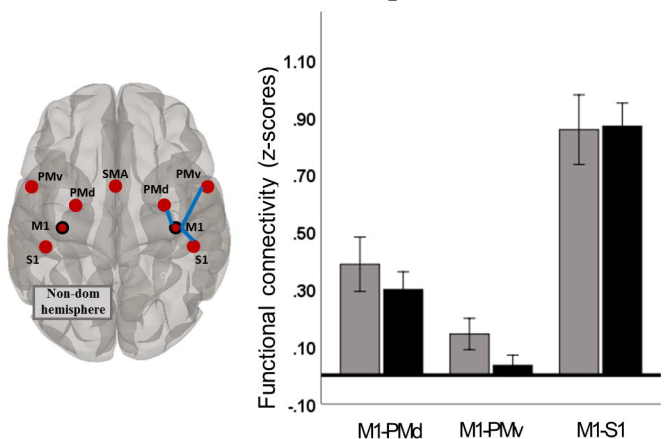 PMv
PMd
SMA
PMd
PMv
M1
M1
S1
S1
Non-dom
hemisphere
Functional connectivity (z-scores)
1.10
.90
.70
.50
.30
.10
-.10
M1-PMd
M1-PMv
M1-S1